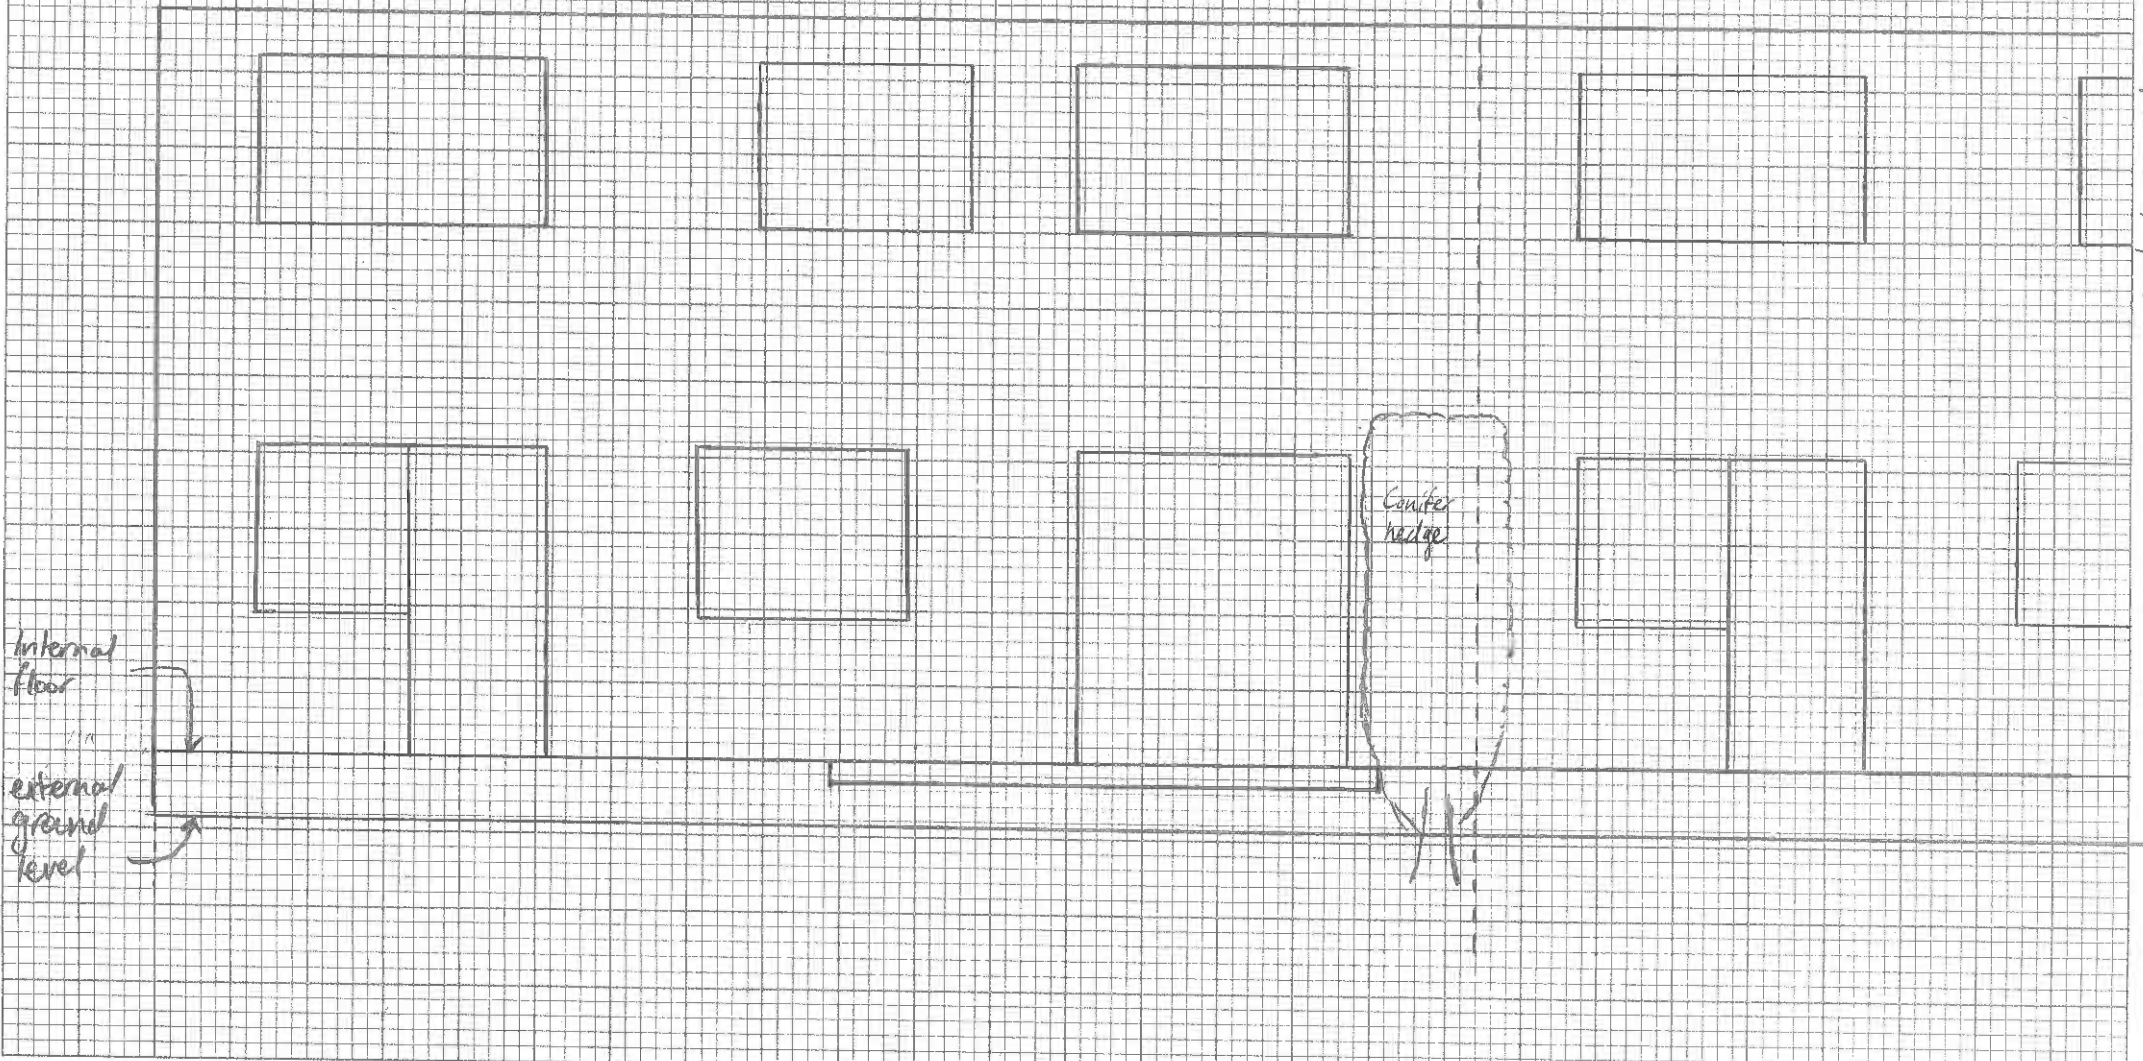 Conifer
hedge
Internal
floor
external
ground
level